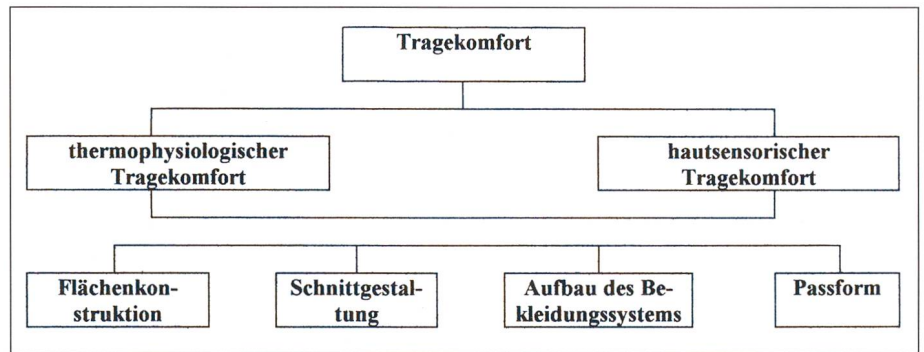 Tragekomfort
thermophysiologischer
Tragekomfort
hautsensorischer
Tragekomfort
Flächenkon-
struktion
Schnittgestal-
tung
Aufbau des Be-
kleidungssystems
Passform